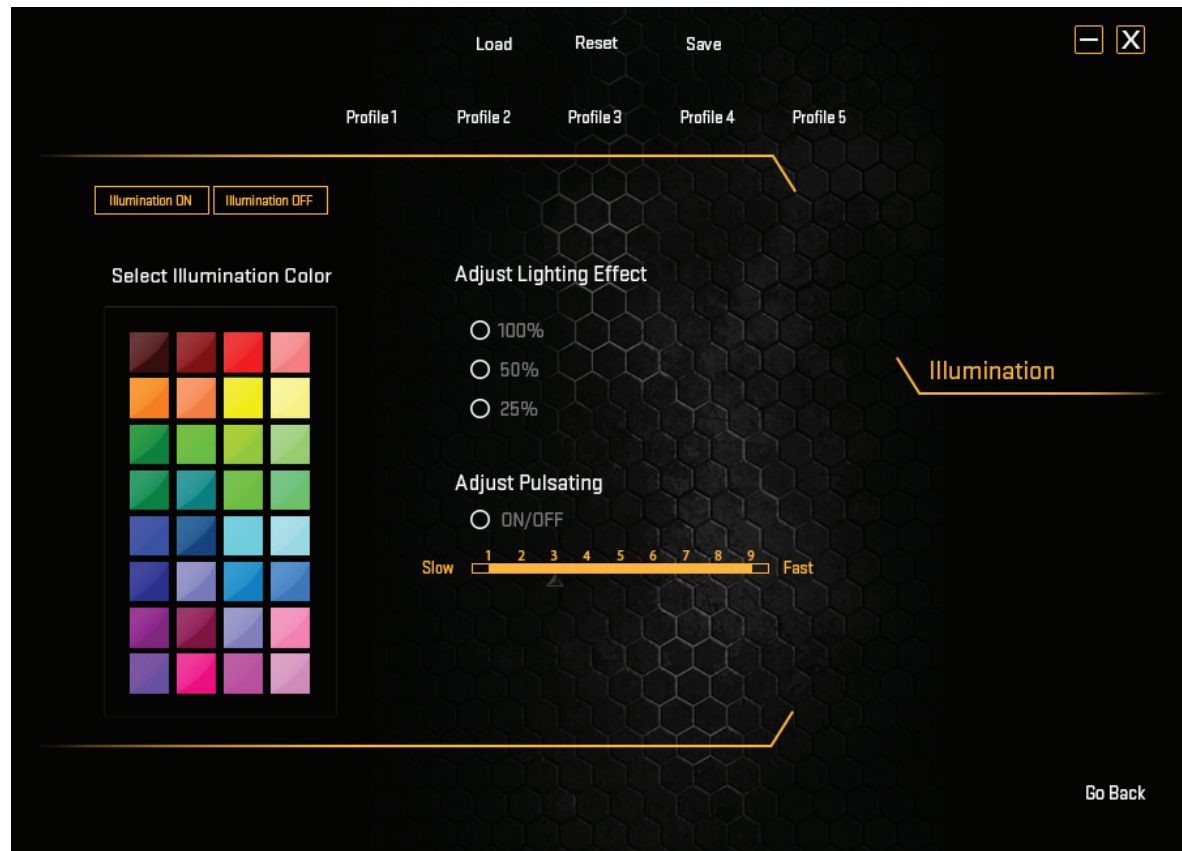 Load Reset Save
X
Profile 1 Profile 2 Profile 3 Profile 4 Profile 5
Illumination ON Illumination OFF
Select Illumination Color
Adjust Lighting Effect
100%
50%
25%
Illumination
Adjust Pulsating
ON/OFF
1 2 3 4 5 6 7 8 9
Slow Fast
Go Back